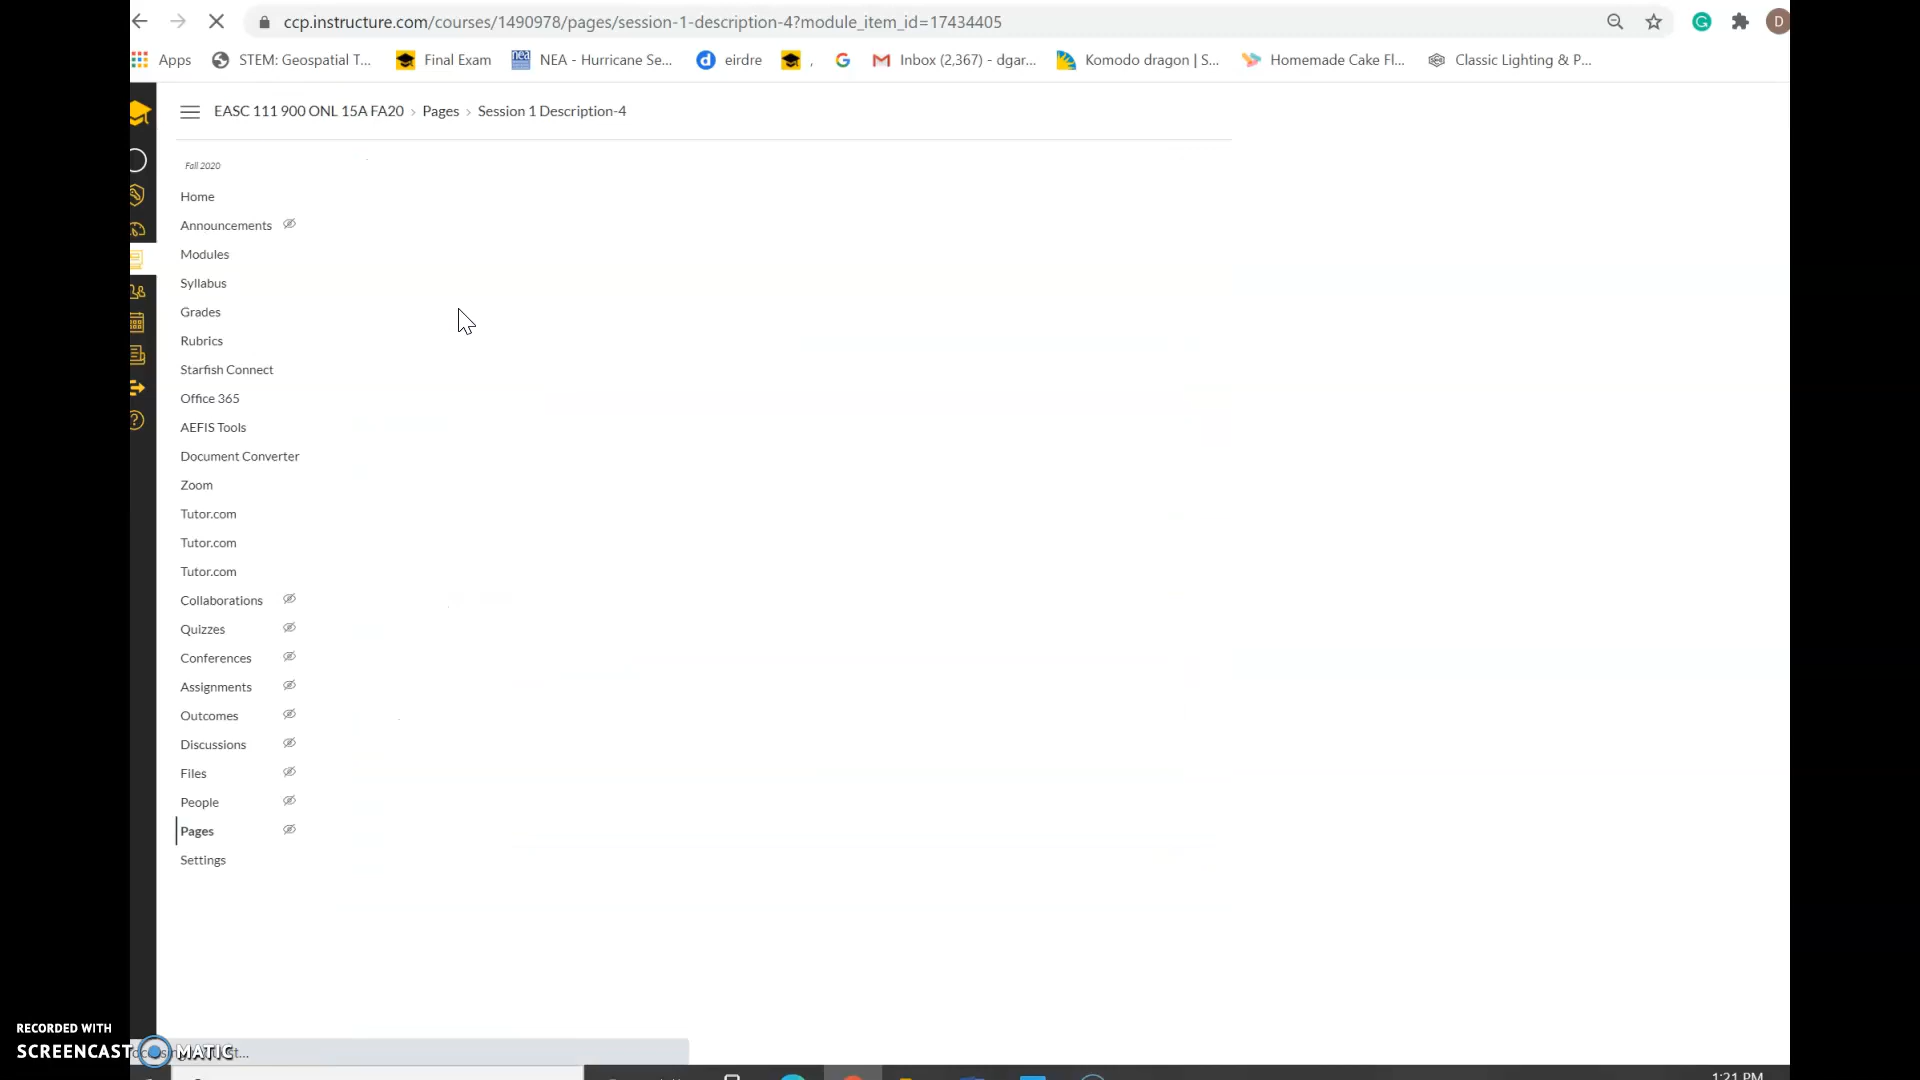 ccp.instructure.com/courses/1490978/pages/session-1-description-4?module_item_id=17434405
D
Apps STEM: Geospatial T... Final Exam NEA - Hurricane Se... eirdre , Inbox (2,367) - dgar... Komodo dragon | S... Homemade Cake Fl... Classic Lighting & P...
EASC 111 900 ONL 15A FA20 › Pages › Session 1 Description-4
Fall 2020
Home
Announcements
Modules
Syllabus
Grades
Rubrics
Starfish Connect
Office 365
AEFIS Tools
Document Converter
Zoom
Tutor.com
Tutor.com
Tutor.com
Collaborations
Quizzes
Conferences
Assignments
Outcomes
Discussions
Files
People
Pages
Settings
RECORDED WITH
SCREENCAST MATIC
1:21 PM